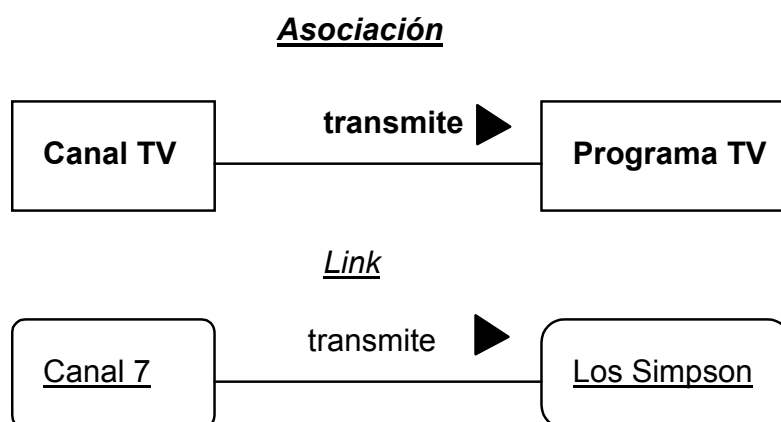 Asociación
transmite
Canal TV
Programa TV
Link
transmite
Canal 7
Los Simpson